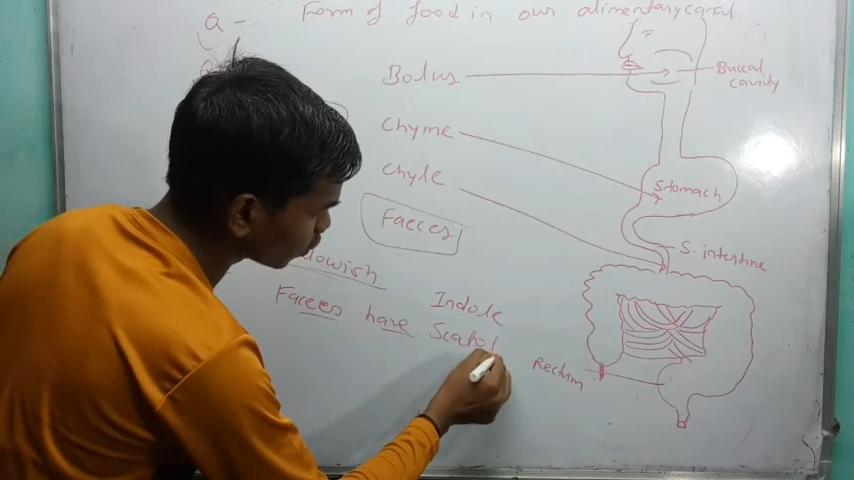 Q -
Form of food in our alimentary canal.
Bolus
Buccal
cavity
Chyme
Chyle
Stomach
Faeces
S. intestine
lowish
Faeces have Indole
Scatol
Rectum